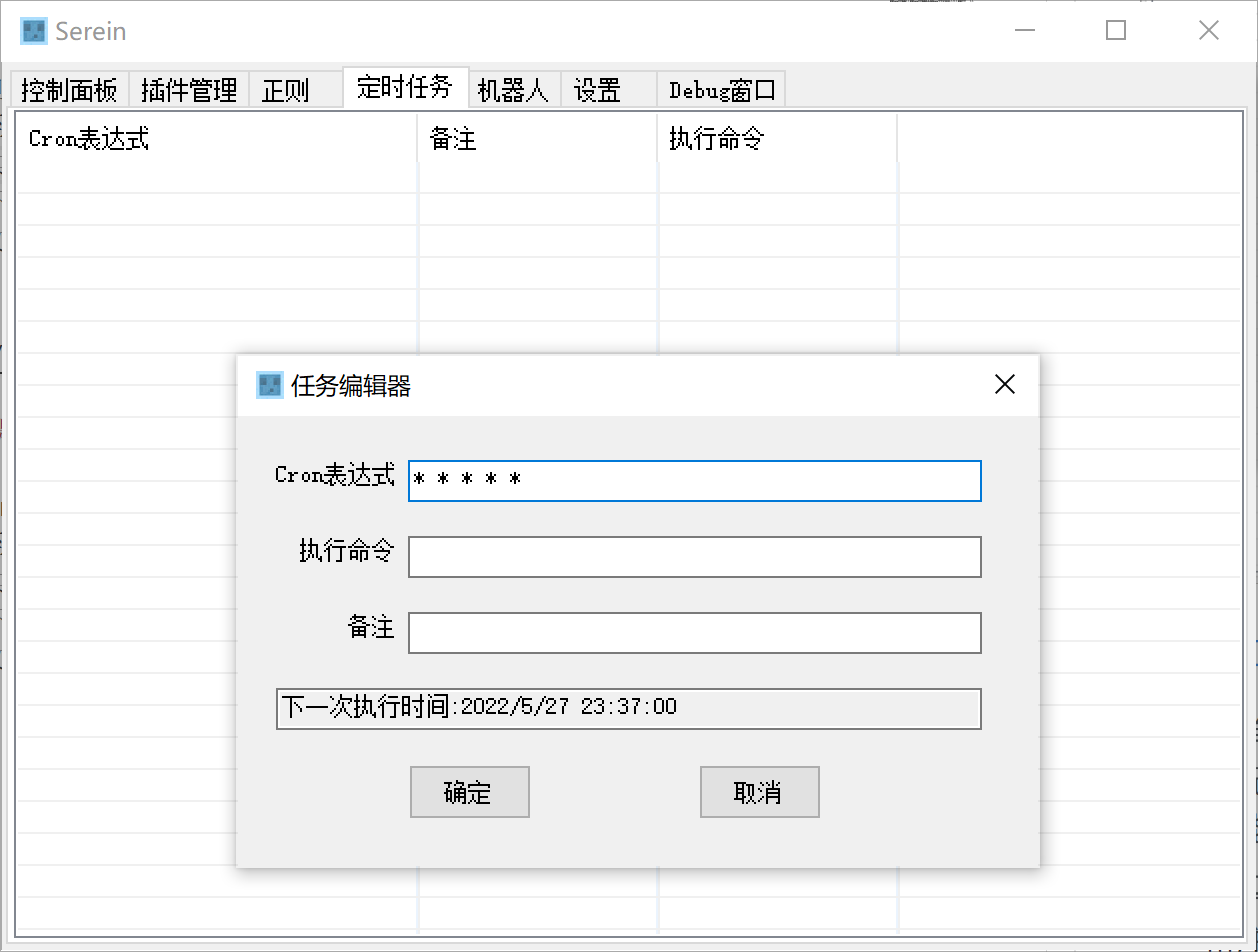 Serein
控制面板 插件管理 正则 定时任务 机器人 设置 Debug窗口
Cron表达式 备注 执行命令
任务编辑器
Cron表达式 * * * * *
执行命令
备注
下一次执行时间:2022/5/27 23:37:00
确定 取消